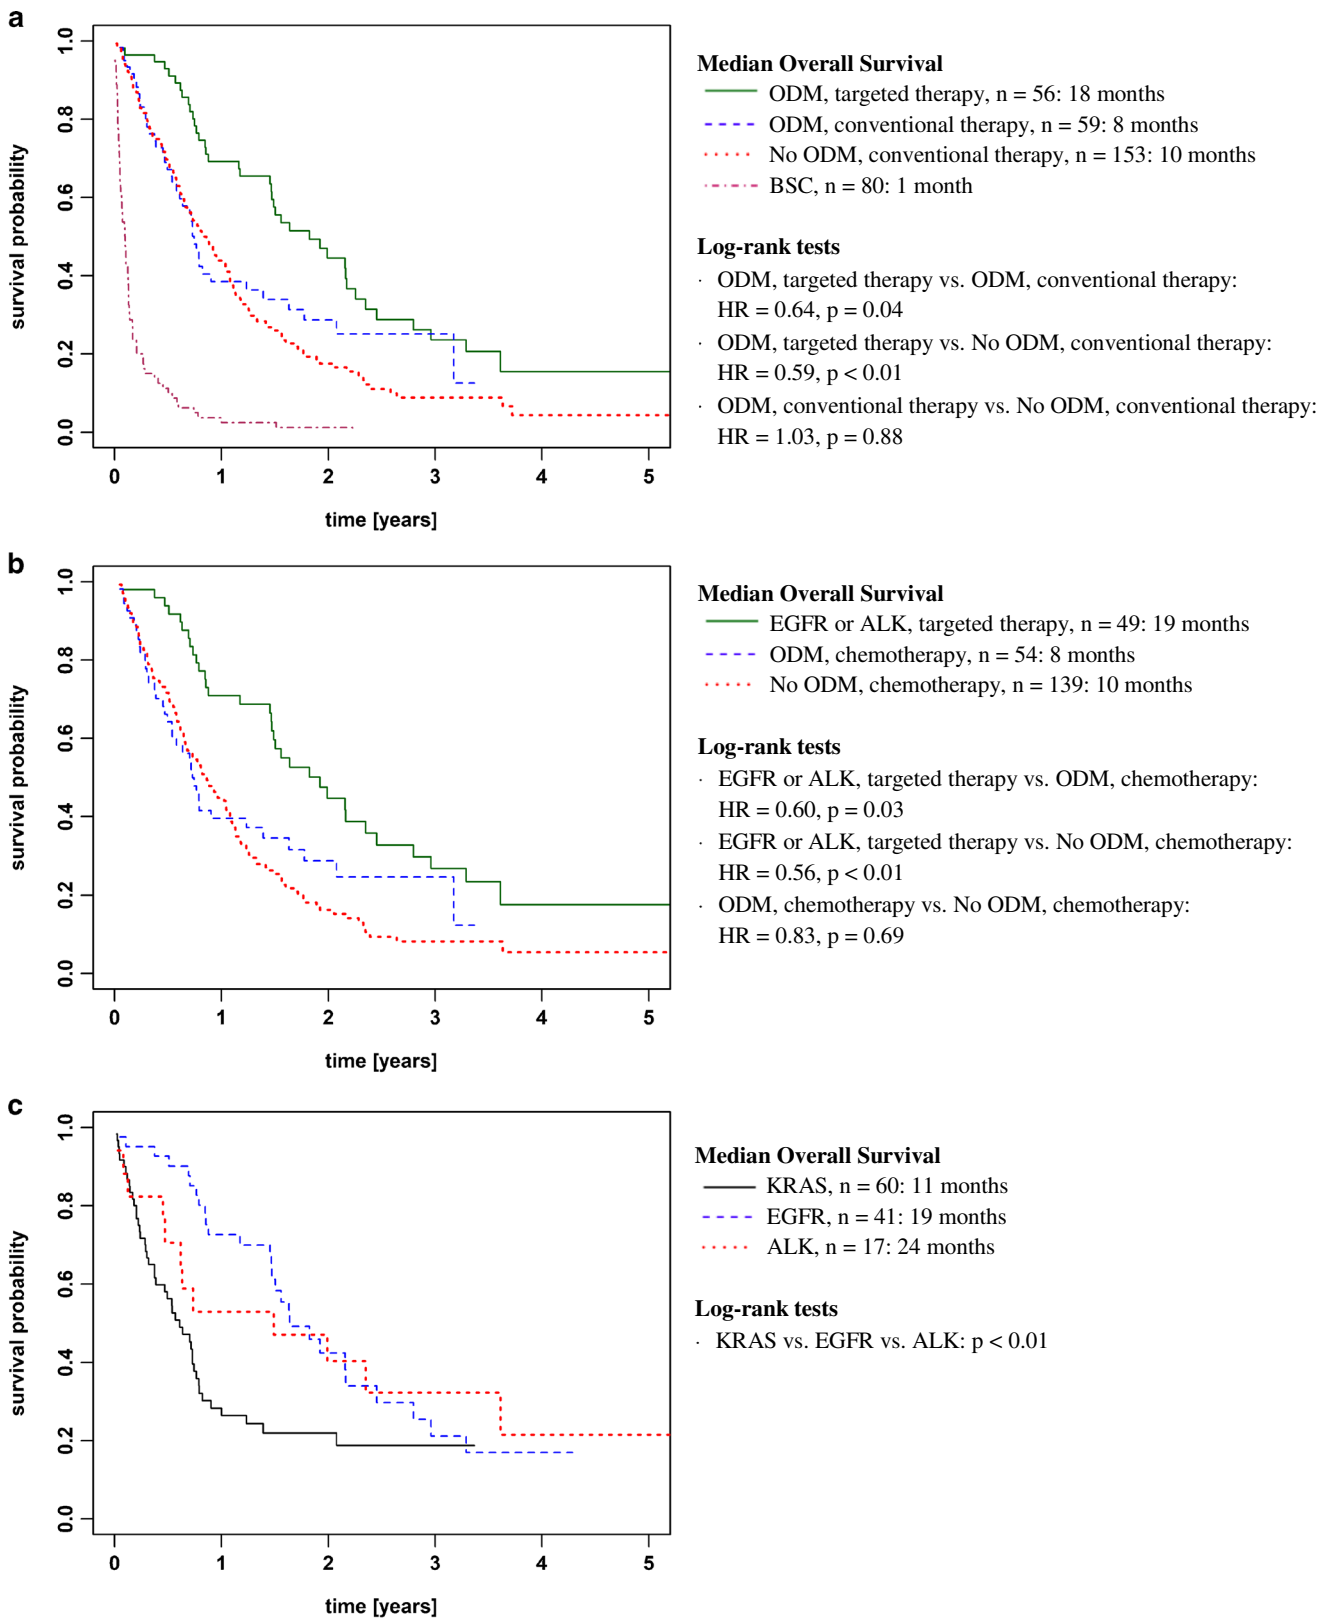 a
survival probability
1.0
0.8
0.6
0.4
0.2
0.0
0 1 2 3 4 5
time [years]
Median Overall Survival
ODM, targeted therapy, n = 56: 18 months
ODM, conventional therapy, n = 59: 8 months
No ODM, conventional therapy, n = 153: 10 months
BSC, n = 80: 1 month
Log-rank tests
· ODM, targeted therapy vs. ODM, conventional therapy:
HR = 0.64, p = 0.04
· ODM, targeted therapy vs. No ODM, conventional therapy:
HR = 0.59, p < 0.01
· ODM, conventional therapy vs. No ODM, conventional therapy:
HR = 1.03, p = 0.88
b
survival probability
1.0
0.8
0.6
0.4
0.2
0.0
0 1 2 3 4 5
time [years]
Median Overall Survival
EGFR or ALK, targeted therapy, n = 49: 19 months
ODM, chemotherapy, n = 54: 8 months
No ODM, chemotherapy, n = 139: 10 months
Log-rank tests
· EGFR or ALK, targeted therapy vs. ODM, chemotherapy:
HR = 0.60, p = 0.03
· EGFR or ALK, targeted therapy vs. No ODM, chemotherapy:
HR = 0.56, p < 0.01
· ODM, chemotherapy vs. No ODM, chemotherapy:
HR = 0.83, p = 0.69
c
survival probability
1.0
0.8
0.6
0.4
0.2
0.0
0 1 2 3 4 5
time [years]
Median Overall Survival
KRAS, n = 60: 11 months
EGFR, n = 41: 19 months
ALK, n = 17: 24 months
Log-rank tests
· KRAS vs. EGFR vs. ALK: p < 0.01